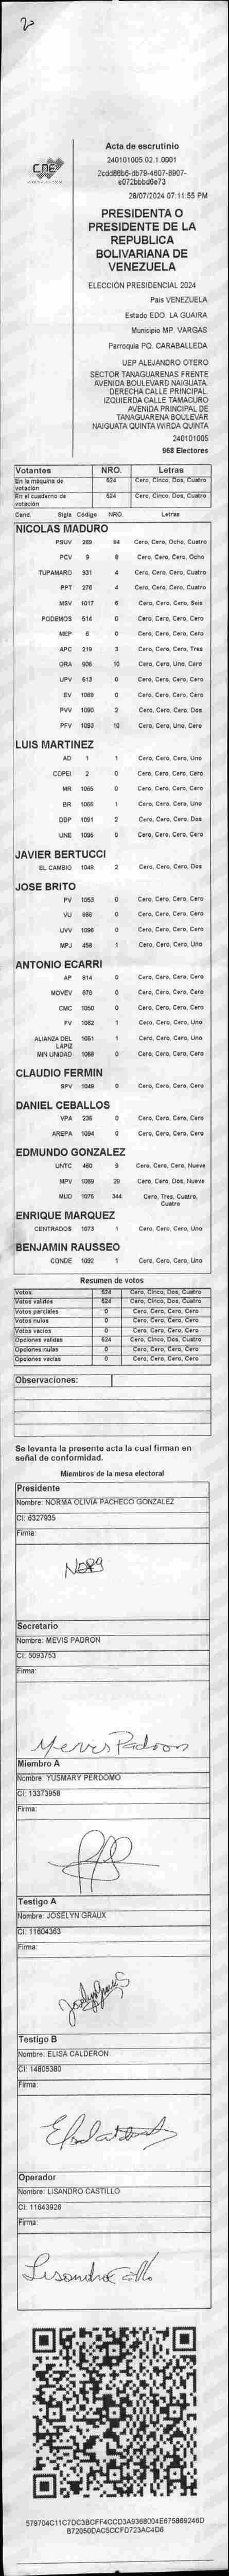 20
CNE
Acta de escrutinio
240101005.02.1.0001
2cdd88b6-db79-4607-8907-
e072bbbd6e73
28/07/2024 07:11:55 PM
PRESIDENTA O
PRESIDENTE DE LA
REPUBLICA
BOLIVARIANA DE
VENEZUELA
ELECCIÓN PRESIDENCIAL 2024
Pais VENEZUELA
Estado EDO. LA GUAIRA
Municipio MP. VARGAS
Parroquia PQ. CARABALLEDA
UEP ALEJANDRO OTERO
SECTOR TANAGUARENAS FRENTE
AVENIDA BOULEVARD NAIGUATA.
DERECHA CALLE PRINCIPAL.
IZQUIERDA CALLE TAMACURO
AVENIDA PRINCIPAL DE
TANAGUARENA BOULEVAR
NAIGUATA QUINTA WIRDA QUINTA
240101005
968 Electores
Votantes NRO. Letras
En la máquina de votación 524 Cero, Cinco, Dos, Cuatro
En el cuaderno de votación 524 Cero, Cinco, Dos, Cuatro
Cand. Sigla Código NRO. Letras
NICOLAS MADURO
PSUV 269 84 Cero, Cero, Ocho, Cuatro
PCV 9 8 Cero, Cero, Cero, Ocho
TUPAMARO 931 4 Cero, Cero, Cero, Cuatro
PPT 276 4 Cero, Cero, Cero, Cuatro
MSV 1017 6 Cero, Cero, Cero, Seis
PODEMOS 514 0 Cero, Cero, Cero, Cero
MEP 6 0 Cero, Cero, Cero, Cero
APC 219 3 Cero, Cero, Cero, Tres
ORA 906 10 Cero, Cero, Uno, Cero
UPV 513 0 Cero, Cero, Cero, Cero
EV 1089 0 Cero, Cero, Cero, Cero
PVV 1090 2 Cero, Cero, Cero, Dos
PFV 1093 10 Cero, Cero, Uno, Cero
LUIS MARTINEZ
AD 1 1 Cero, Cero, Cero, Uno
COPEI 2 0 Cero, Cero, Cero, Cero
MR 1065 0 Cero, Cero, Cero, Cero
BR 1066 1 Cero, Cero, Cero, Uno
DDP 1091 2 Cero, Cero, Cero, Dos
UNE 1095 0 Cero, Cero, Cero, Cero
JAVIER BERTUCCI
EL CAMBIO 1048 2 Cero, Cero, Cero, Dos
JOSE BRITO
PV 1053 0 Cero, Cero, Cero, Cero
VU 868 0 Cero, Cero, Cero, Cero
UVV 1096 0 Cero, Cero, Cero, Cero
MPJ 458 1 Cero, Cero, Cero, Uno
ANTONIO ECARRI
AP 814 0 Cero, Cero, Cero, Cero
MOVEV 979 0 Cero, Cero, Cero, Cero
CMC 1050 0 Cero, Cero, Cero, Cero
FV 1062 1 Cero, Cero, Cero, Uno
ALIANZA DEL LAPIZ 1051 1 Cero, Cero, Cero, Uno
MIN UNIDAD 1068 0 Cero, Cero, Cero, Cero
CLAUDIO FERMIN
SPV 1049 0 Cero, Cero, Cero, Cero
DANIEL CEBALLOS
VPA 236 0 Cero, Cero, Cero, Cero
AREPA 1094 0 Cero, Cero, Cero, Cero
EDMUNDO GONZALEZ
UNTC 460 9 Cero, Cero, Cero, Nueve
MPV 1089 29 Cero, Cero, Dos, Nueve
MUD 1076 344 Cero, Tres, Cuatro, Cuatro
ENRIQUE MARQUEZ
CENTRADOS 1073 1 Cero, Cero, Cero, Uno
BENJAMIN RAUSSEO
CONDE 1092 1 Cero, Cero, Cero, Uno
Resumen de votos
Votos 524 Cero, Cinco, Dos, Cuatro
Votos válidos 524 Cero, Cinco, Dos, Cuatro
Votos parciales 0 Cero, Cero, Cero, Cero
Votos nulos 0 Cero, Cero, Cero, Cero
Votos vacíos 0 Cero, Cero, Cero, Cero
Opciones válidas 524 Cero, Cinco, Dos, Cuatro
Opciones nulas 0 Cero, Cero, Cero, Cero
Opciones vacías 0 Cero, Cero, Cero, Cero
Observaciones:
Se levanta la presente acta la cual firman en
señal de conformidad.
Miembros de la mesa electoral
Presidente
Nombre: NORMA OLIVIA PACHECO GONZALEZ
CI: 6327935
Firma:
Secretario
Nombre: MEVIS PADRON
CI: 5093753
Firma:
Mevis Padron
Miembro A
Nombre: YUSMARY PERDOMO
CI: 13373958
Firma:
Testigo A
Nombre: JOSELYN GRAUX
CI: 11604363
Firma:
Testigo B
Nombre: ELISA CALDERON
CI: 14805380
Firma:
Operador
Nombre: LISANDRO CASTILLO
CI: 11643926
Firma:
579704C11C7DC3BCFF4CCD3A9368004E675869246D
B72050DAC5CCFD723AC4D6